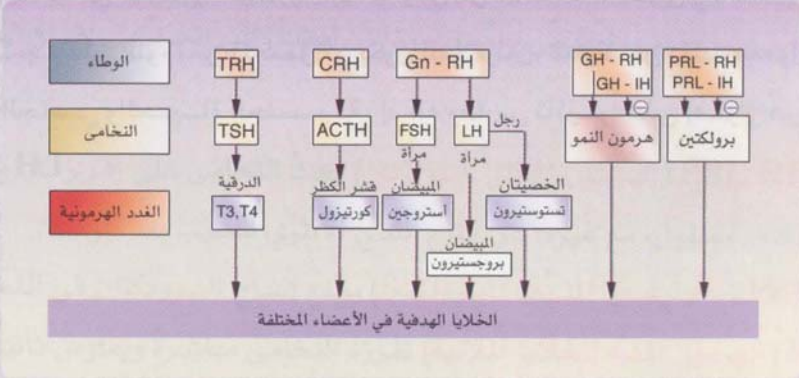 الوطاء
TRH
CRH
Gn - RH
GH - RH
GH - IH
PRL - RH
PRL - IH
النخامى
TSH
ACTH
FSH
LH
رجل
هرمون النمو
برولكتين
مرأة
مرأة
الغدد الهرمونية
الدرقية
T3,T4
قشر الكظر
كورتيزول
المبيضان
أستروجين
المبيضان
بروجستيرون
الخصيتان
تستوستيرون
الخلايا الهدفية في الأعضاء المختلفة